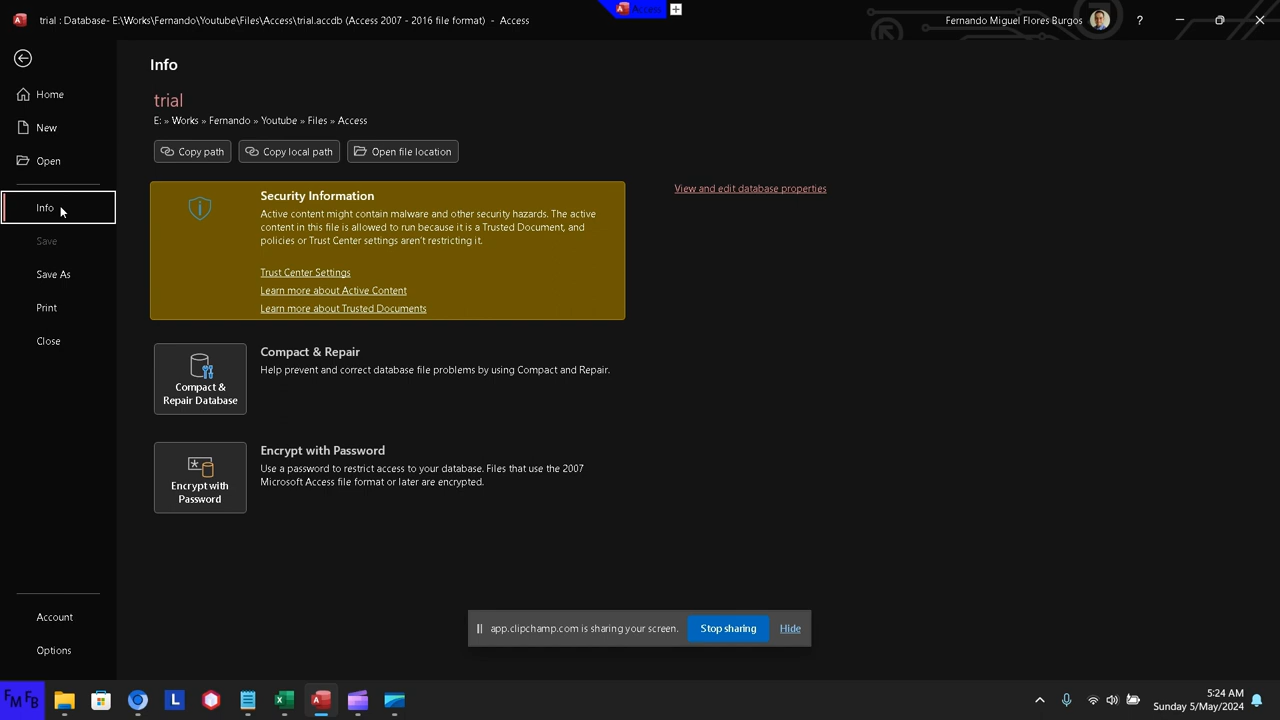 trial : Database- E:\Works\Fernando\Youtube\Files\Access\trial.accdb (Access 2007 - 2016 file format) - Access
Access
Fernando Miguel Flores Burgos
?
Home
New
Open
Info
Save
Save As
Print
Close
Account
Options
Info
trial
E: » Works » Fernando » Youtube » Files » Access
Copy path
Copy local path
Open file location
Security Information
Active content might contain malware and other security hazards. The active
content in this file is allowed to run because it is a Trusted Document, and
policies or Trust Center settings aren't restricting it.
Trust Center Settings
Learn more about Active Content
Learn more about Trusted Documents
View and edit database properties
Compact &
Repair Database
Compact & Repair
Help prevent and correct database file problems by using Compact and Repair.
Encrypt with
Password
Encrypt with Password
Use a password to restrict access to your database. Files that use the 2007
Microsoft Access file format or later are encrypted.
app.clipchamp.com is sharing your screen.
Stop sharing
Hide
FM FB
L
5:24 AM
Sunday 5/May/2024